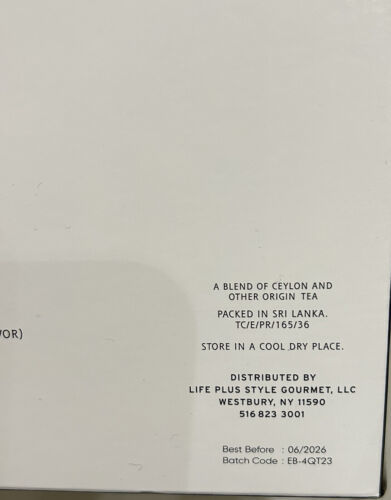 A BLEND OF CEYLON AND
OTHER ORIGIN TEA
PACKED IN SRI LANKA.
TC/E/PR/165/36
VOR)
STORE IN A COOL DRY PLACE.
DISTRIBUTED BY
LIFE PLUS STYLE GOURMET, LLC
WESTBURY, NY 11590
516 823 3001
Best Before : 06/2026
Batch Code : EB-4QT23